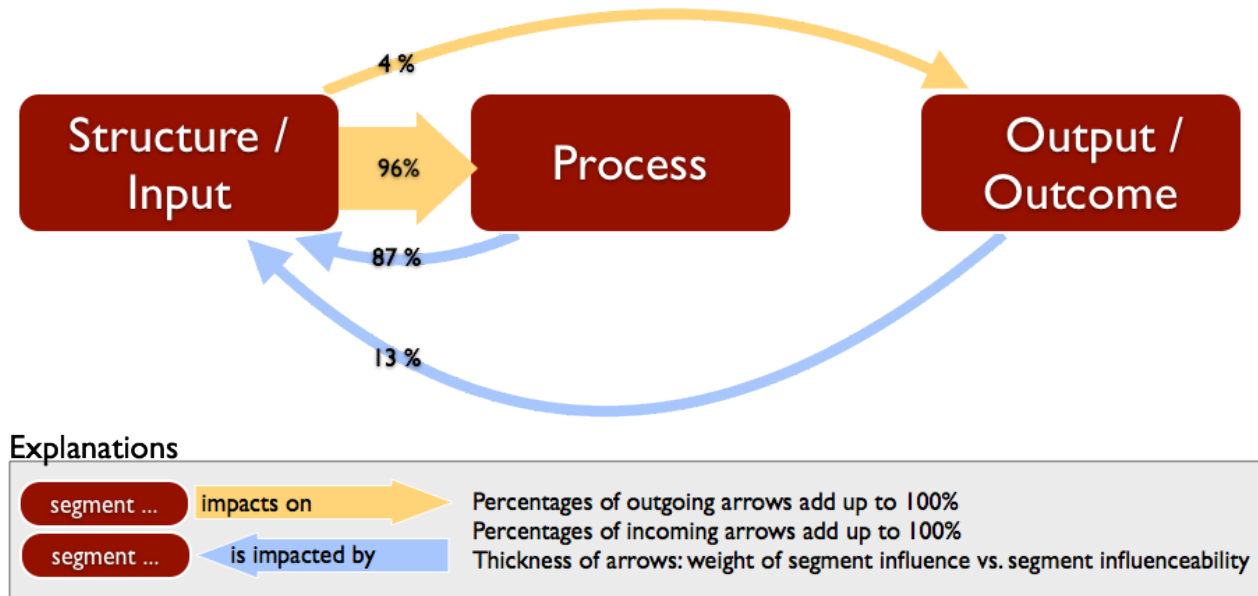 4 %
Structure /
Input
96%
Process
Output /
Outcome
87 %
13 %
Explanations
segment ...
impacts on
Percentages of outgoing arrows add up to 100%
Percentages of incoming arrows add up to 100%
segment ...
is impacted by
Thickness of arrows: weight of segment influence vs. segment influenceability